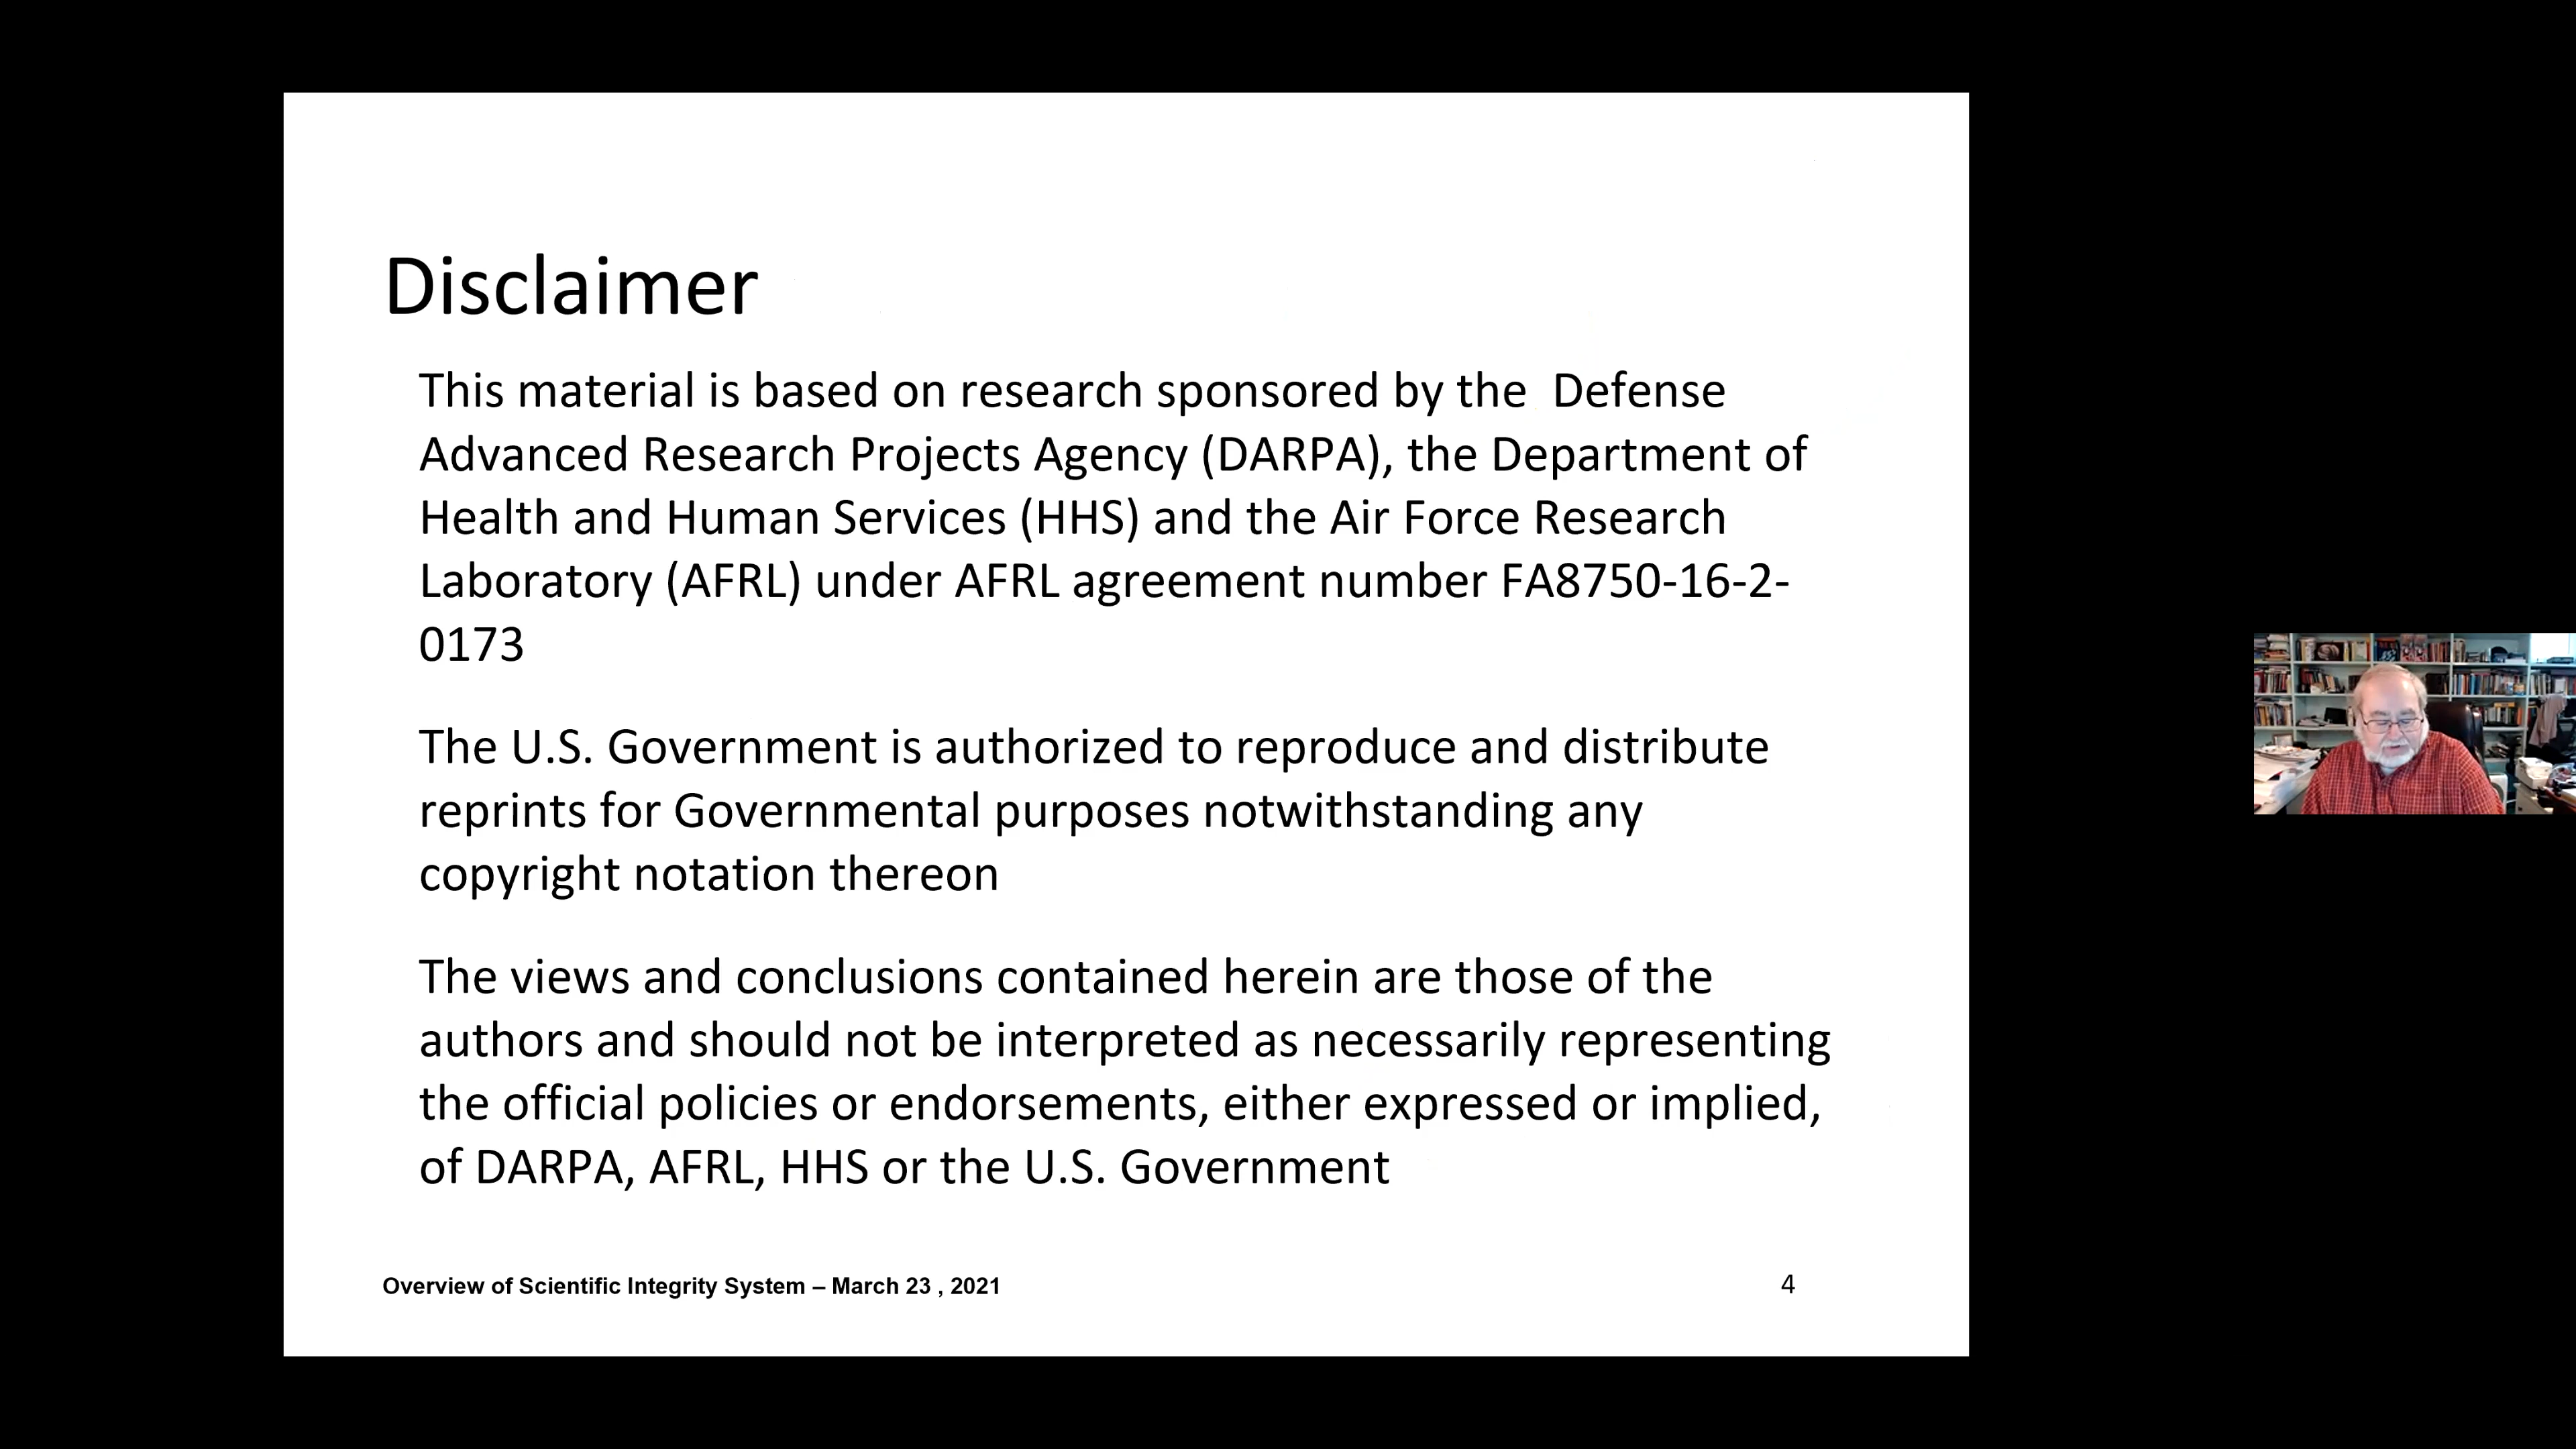 Disclaimer
This material is based on research sponsored by the  Defense
Advanced Research Projects Agency (DARPA), the Department of
Health and Human Services (HHS) and the Air Force Research
Laboratory (AFRL) under AFRL agreement number FA8750-16-2-
0173
The U.S. Government is authorized to reproduce and distribute
reprints for Governmental purposes notwithstanding any
copyright notation thereon
The views and conclusions contained herein are those of the
authors and should not be interpreted as necessarily representing
the official policies or endorsements, either expressed or implied,
of DARPA, AFRL, HHS or the U.S. Government
Overview of Scientific Integrity System – March 23 , 2021
4